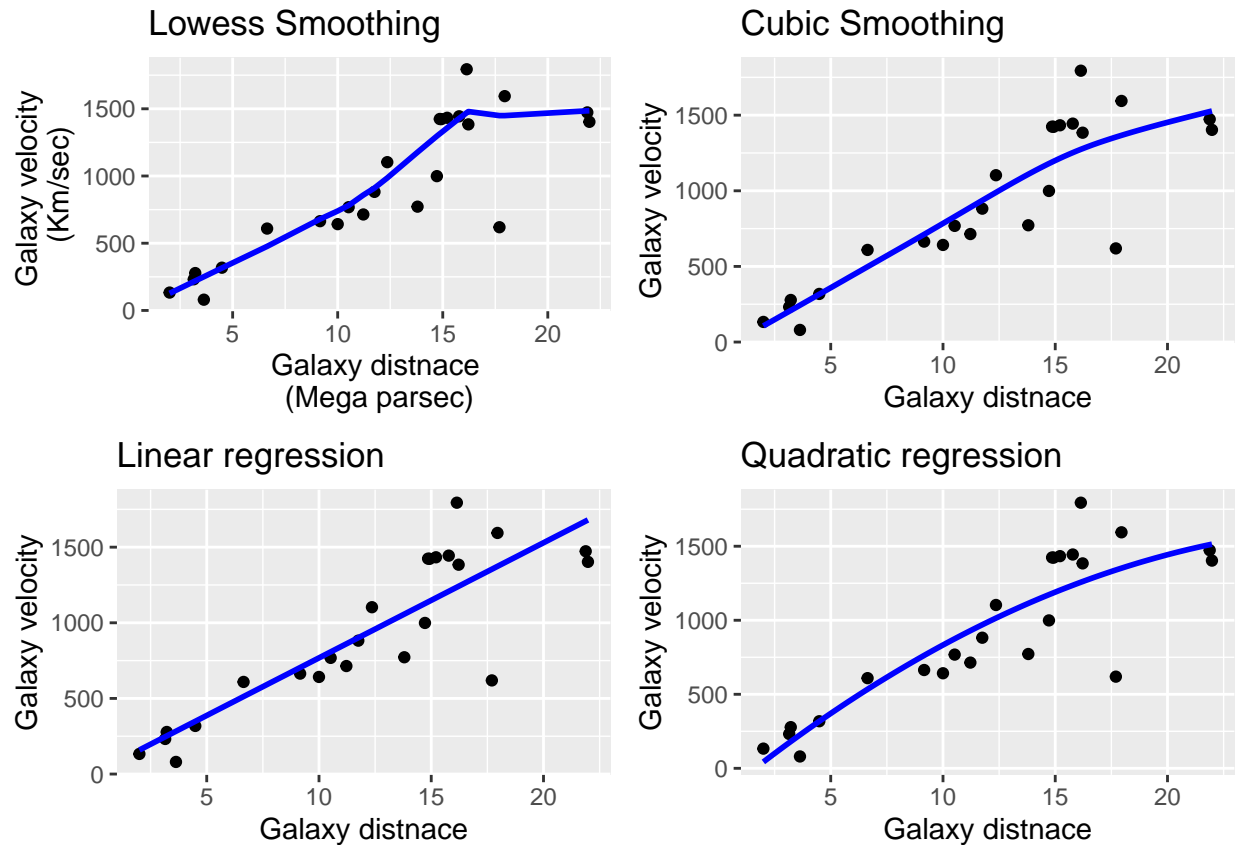 Lowess Smoothing
Galaxy velocity
(Km/sec)
1500
1000
500
0
5 10 15 20
Galaxy distnace
(Mega parsec)
Cubic Smoothing
Galaxy velocity
1500
1000
500
0
5 10 15 20
Galaxy distnace
Linear regression
Galaxy velocity
1500
1000
500
0
5 10 15 20
Galaxy distnace
Quadratic regression
Galaxy velocity
1500
1000
500
0
5 10 15 20
Galaxy distnace